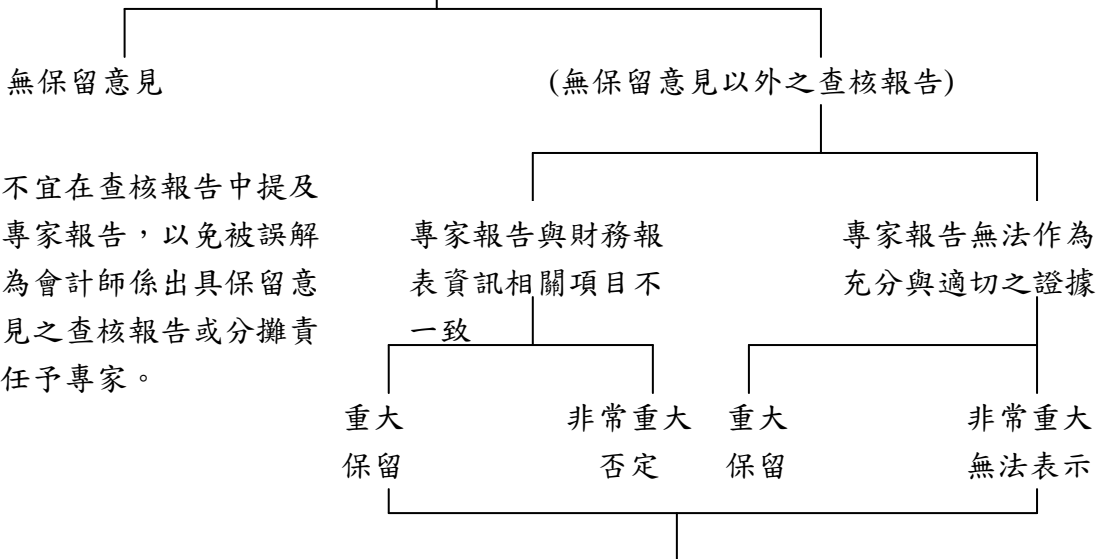 無保留意見
(無保留意見以外之查核報告)
不宜在查核報告中提及
專家報告，以免被誤解
為會計師係出具保留意
見之查核報告或分攤責
任予專家。
專家報告與財務報
表資訊相關項目不
一致
專家報告無法作為
充分與適切之證據
重大
保留
非常重大
否定
重大
保留
非常重大
無法表示